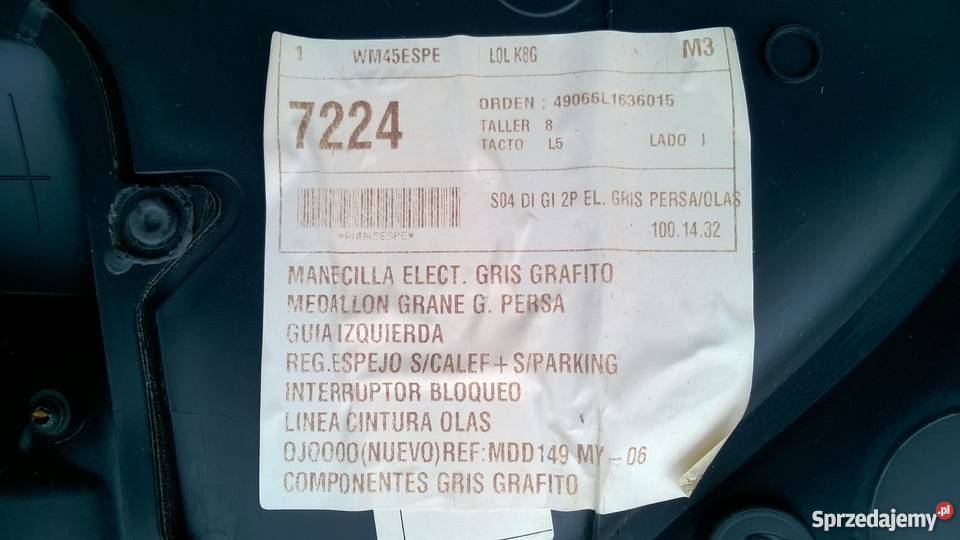 1 WM45ESPE LOL K8G M3
7224
ORDEN : 49066L1636015
TALLER 8
TACTO L5 LADO I
S04 DI GI 2P EL. GRIS PERSA/OLAS
*RWM45ESPE*
100.14.32
MANECILLA ELECT. GRIS GRAFITO
MEDALLON GRANE G. PERSA
GUIA IZQUIERDA
REG.ESPEJO S/CALEF+S/PARKING
INTERRUPTOR BLOQUEO
LINEA CINTURA OLAS
OJOOOO(NUEVO)REF:MDD149 MY-06
COMPONENTES GRIS GRAFITO
Sprzedajemy.pl